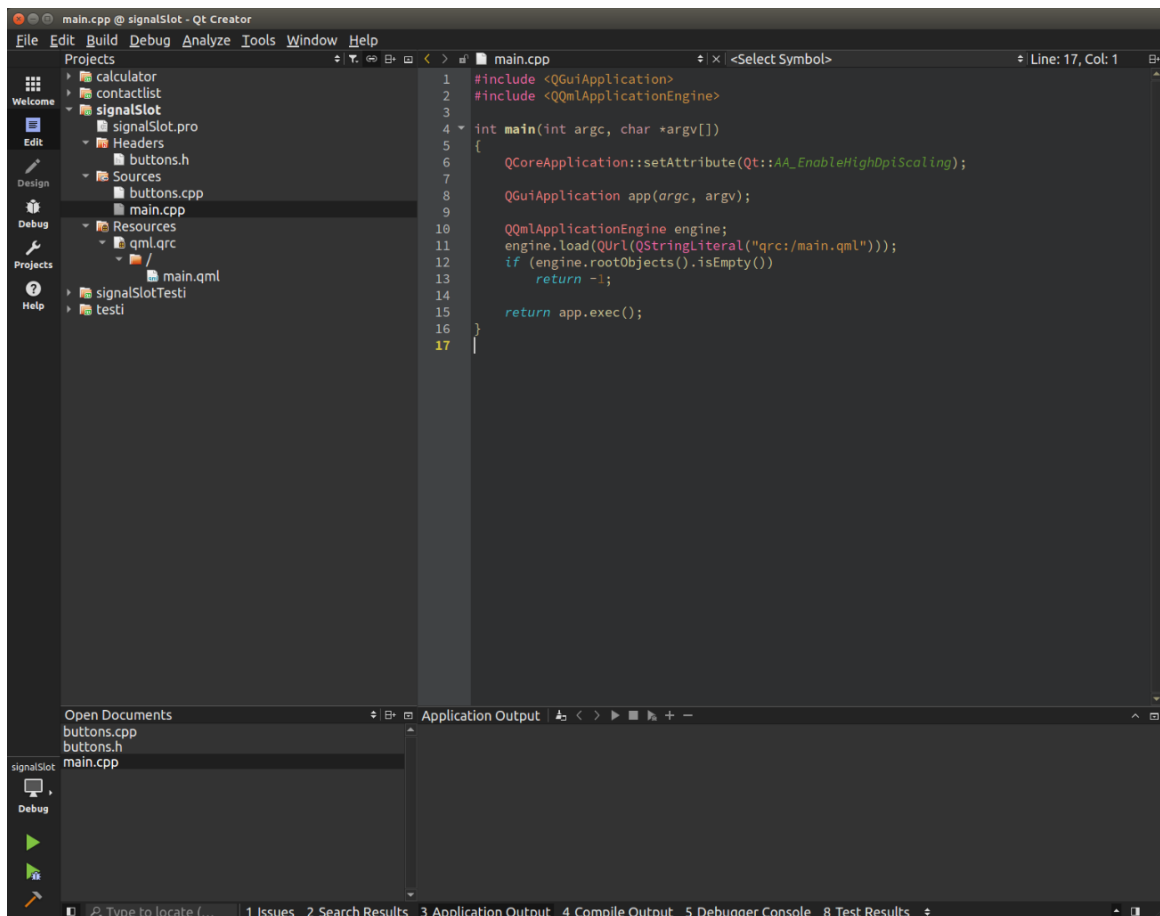 main.cpp @ signalSlot - Qt Creator
File Edit Build Debug Analyze Tools Window Help
Projects
main.cpp
<Select Symbol>
Line: 17, Col: 1
Welcome
Edit
Design
Debug
Projects
Help
calculator
contactlist
signalSlot
signalSlot.pro
Headers
buttons.h
Sources
buttons.cpp
main.cpp
Resources
qml.qrc
/
main.qml
signalSlotTesti
testi
1 #include <QGuiApplication>
2 #include <QQmlApplicationEngine>
3
4 int main(int argc, char *argv[])
5 {
6 QCoreApplication::setAttribute(Qt::AA_EnableHighDpiScaling);
7
8 QGuiApplication app(argc, argv);
9
10 QQmlApplicationEngine engine;
11 engine.load(QUrl(QStringLiteral("qrc:/main.qml")));
12 if (engine.rootObjects().isEmpty())
13 return -1;
14
15 return app.exec();
16 }
17
Open Documents
buttons.cpp
buttons.h
main.cpp
Application Output
signalSlot
Debug
Type to locate (...
1 Issues 2 Search Results 3 Application Output 4 Compile Output 5 Debugger Console 8 Test Results